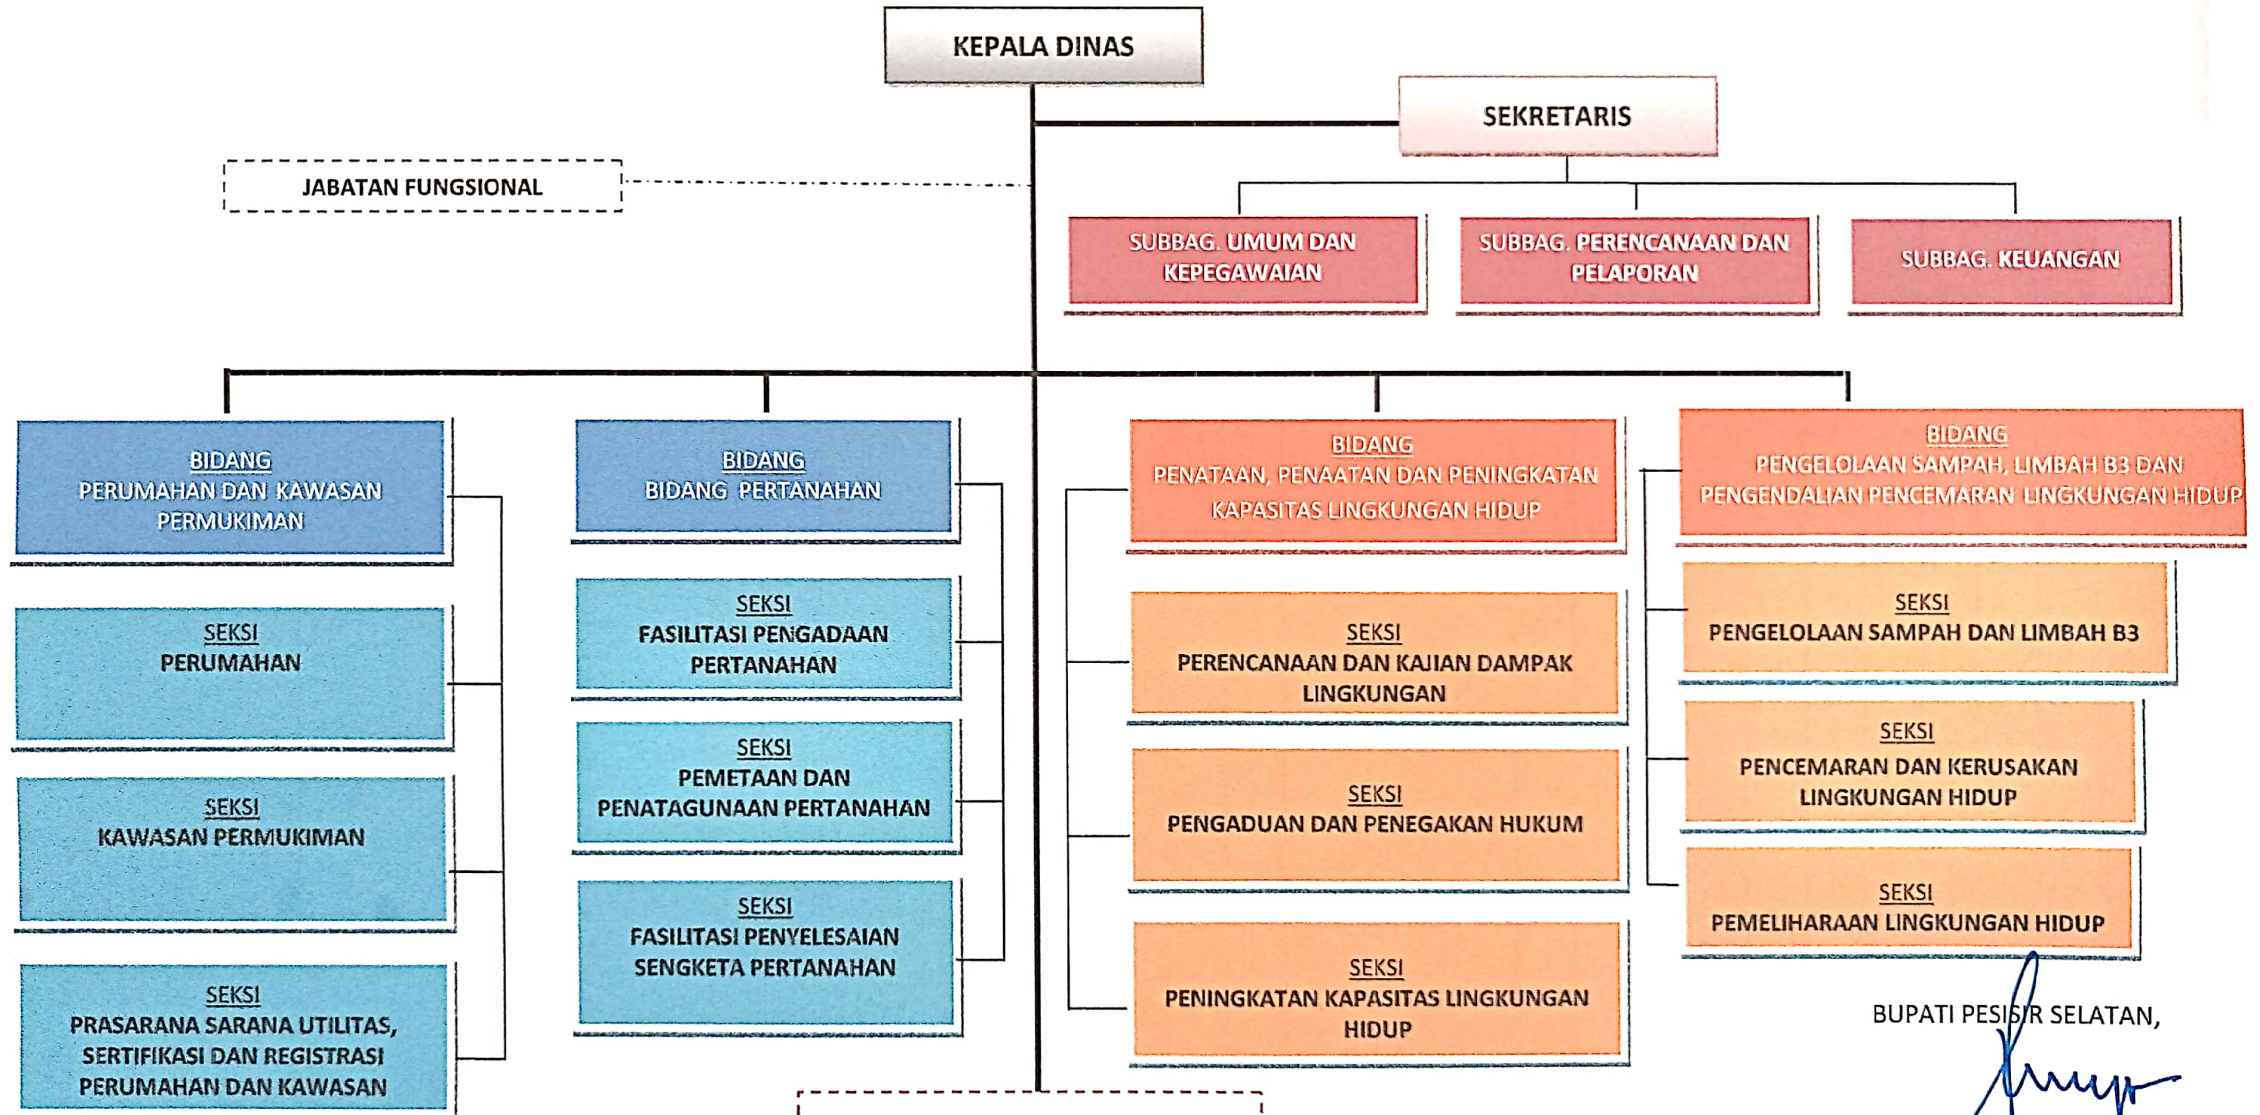 KEPALA DINAS
SEKRETARIS
JABATAN FUNGSIONAL
SUBBAG. UMUM DAN
KEPEGAWAIAN
SUBBAG. PERENCANAAN DAN
PELAPORAN
SUBBAG. KEUANGAN
BIDANG
PERUMAHAN DAN KAWASAN
PERMUKIMAN
SEKSI
PERUMAHAN
SEKSI
KAWASAN PERMUKIMAN
SEKSI
PRASARANA SARANA UTILITAS,
SERTIFIKASI DAN REGISTRASI
PERUMAHAN DAN KAWASAN
BIDANG
BIDANG PERTANAHAN
SEKSI
FASILITASI PENGADAAN
PERTANAHAN
SEKSI
PEMETAAN DAN
PENATAGUNAAN PERTANAHAN
SEKSI
FASILITASI PENYELESAIAN
SENGKETA PERTANAHAN
BIDANG
PENATAAN, PENAATAN DAN PENINGKATAN
KAPASITAS LINGKUNGAN HIDUP
SEKSI
PERENCANAAN DAN KAJIAN DAMPAK
LINGKUNGAN
SEKSI
PENGADUAN DAN PENEGAKAN HUKUM
SEKSI
PENINGKATAN KAPASITAS LINGKUNGAN
HIDUP
BIDANG
PENGELOLAAN SAMPAH, LIMBAH B3 DAN
PENGENDALIAN PENCEMARAN LINGKUNGAN HIDUP
SEKSI
PENGELOLAAN SAMPAH DAN LIMBAH B3
SEKSI
PENCEMARAN DAN KERUSAKAN
LINGKUNGAN HIDUP
SEKSI
PEMELIHARAAN LINGKUNGAN HIDUP
BUPATI PESISIR SELATAN,